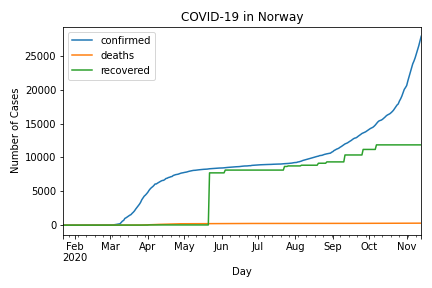 COVID-19 in Norway
confirmed
deaths
recovered
Number of Cases
25000
20000
15000
10000
5000
0
Feb Mar Apr May Jun Jul Aug Sep Oct Nov
2020
Day